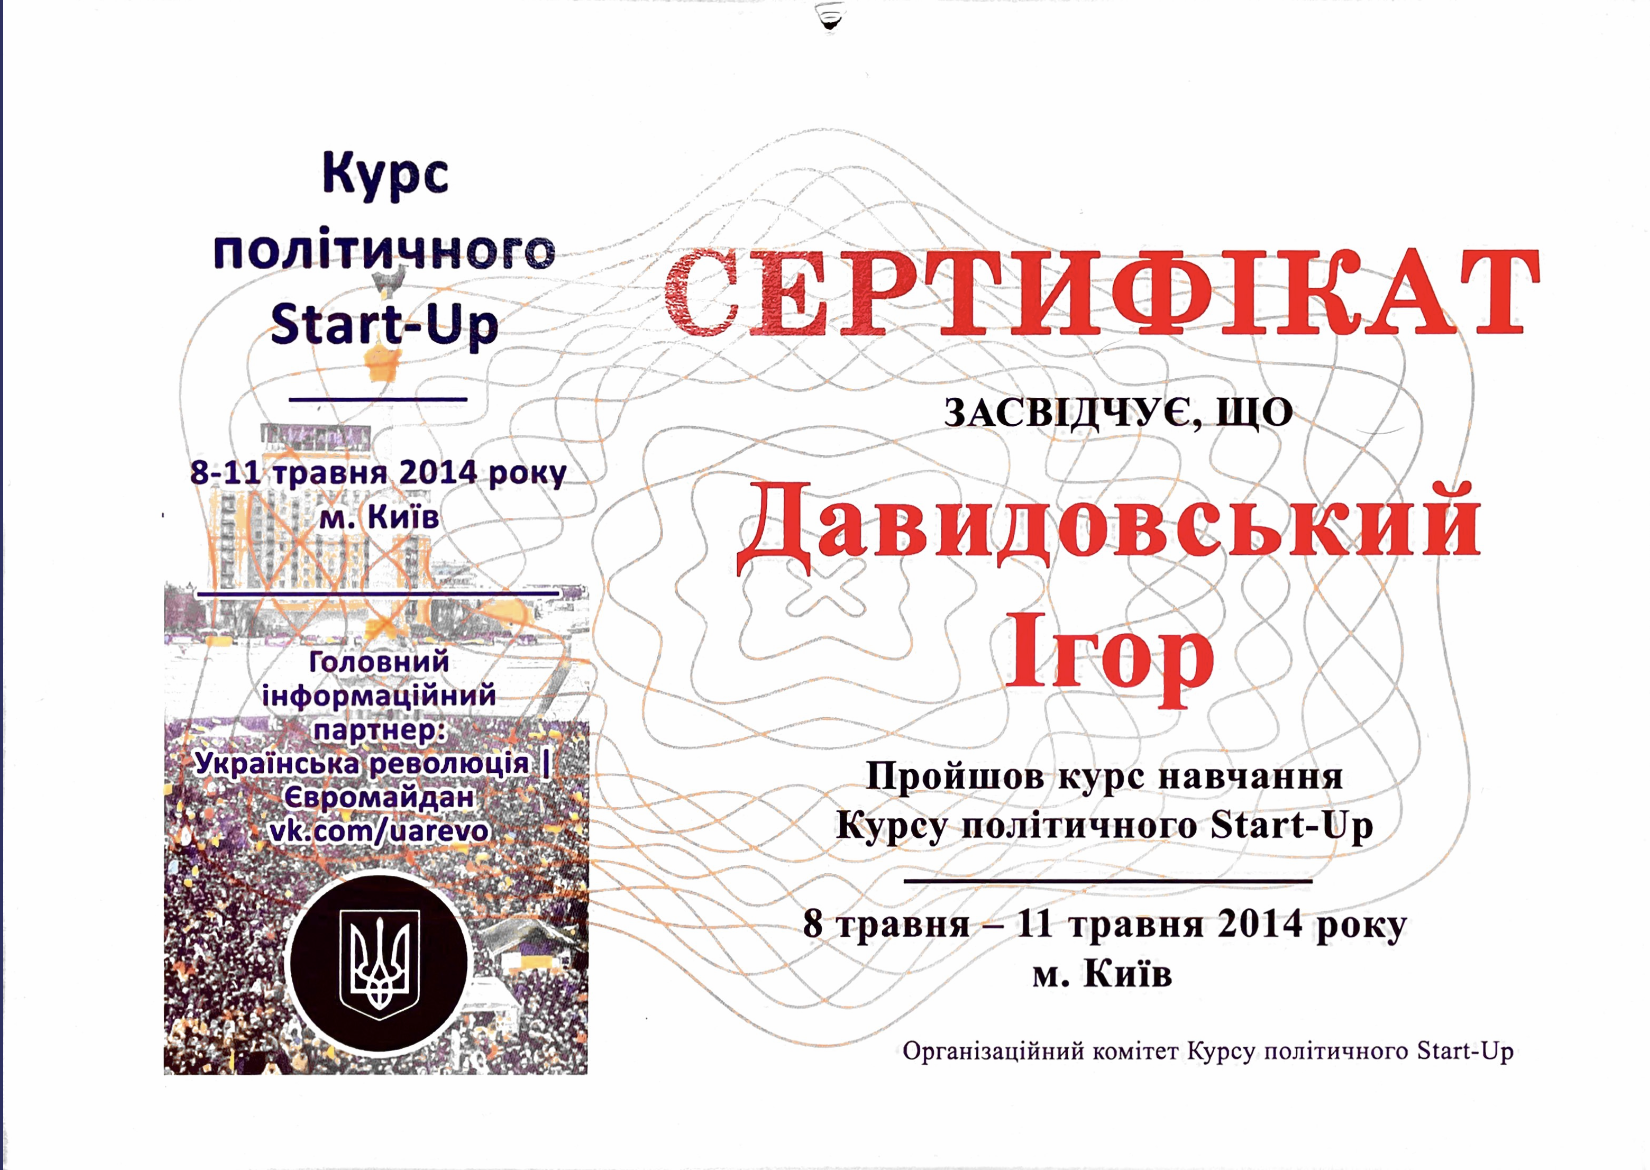 Курс
політичного
Start-Up
8-11 травня 2014 року
м. Київ
Головний
інформаційний
партнер:
Українська революція |
Євромайдан
vk.com/uarevo
СЕРТИФІКАТ
ЗАСВІДЧУЄ, ЩО
Давидовський
Ігор
Пройшов курс навчання
Курсу політичного Start-Up
8 травня – 11 травня 2014 року
м. Київ
Організаційний комітет Курсу політичного Start-Up